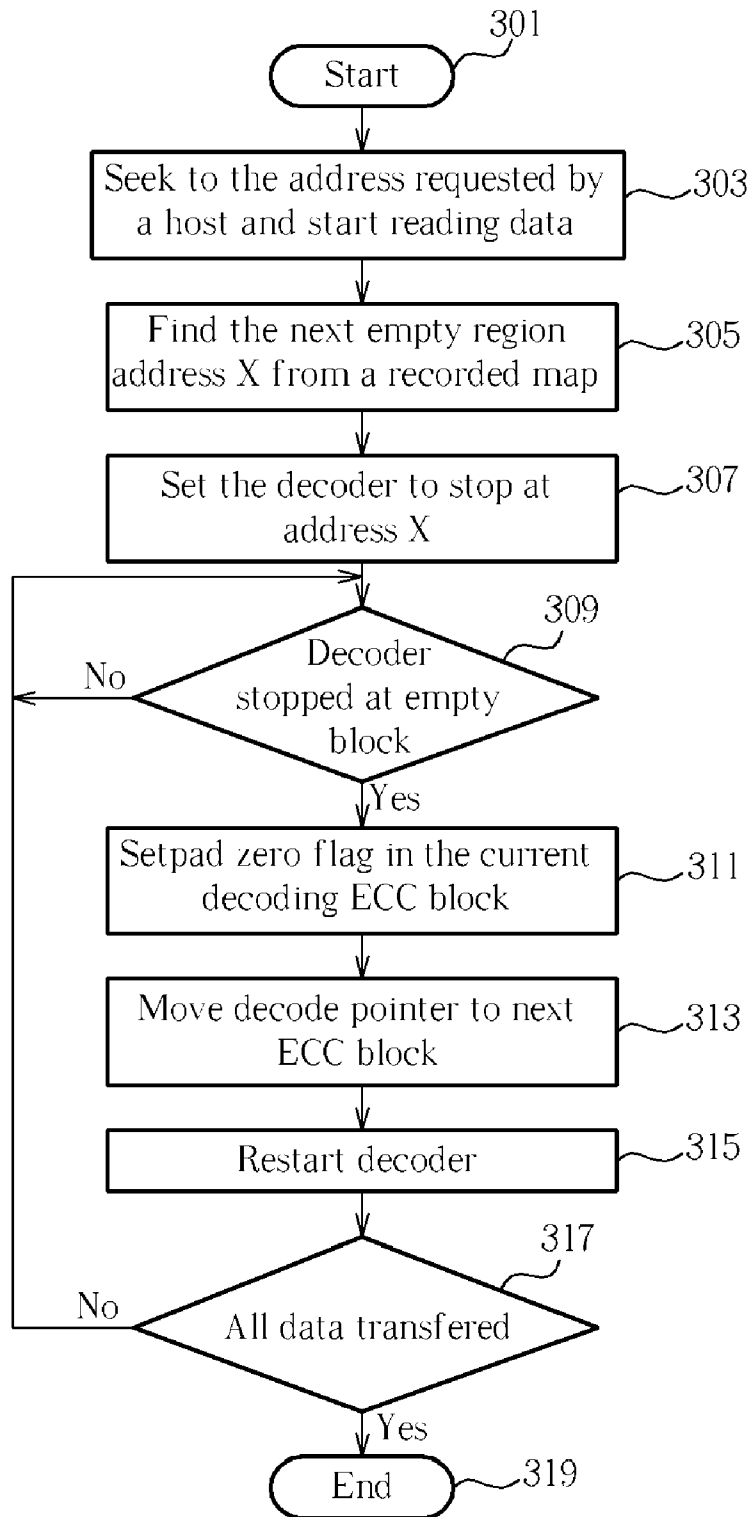 301
Start
Seek to the address requested by
a host and start reading data
303
Find the next empty region
address X from a recorded map
305
Set the decoder to stop at
address X
307
309
Decoder
stopped at empty
block
No
Yes
Setpad zero flag in the current
decoding ECC block
311
Move decode pointer to next
ECC block
313
Restart decoder
315
317
All data transfered
No
Yes
End
319